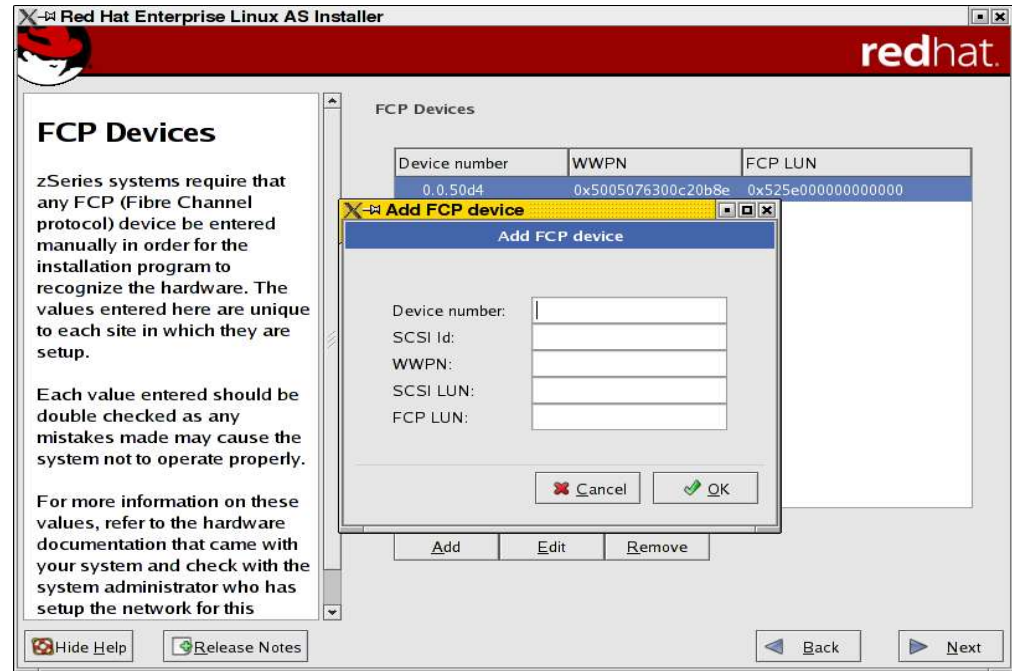 Red Hat Enterprise Linux AS Installer
redhat.
FCP Devices
zSeries systems require that
any FCP (Fibre Channel
protocol) device be entered
manually in order for the
installation program to
recognize the hardware. The
values entered here are unique
to each site in which they are
setup.
Each value entered should be
double checked as any
mistakes made may cause the
system not to operate properly.
For more information on these
values, refer to the hardware
documentation that came with
your system and check with the
system administrator who has
setup the network for this
FCP Devices
Device number WWPN FCP LUN
0.0.50d4 0x5005076300c20b8e 0x525e000000000000
Add FCP device
Add FCP device
Device number:
SCSI Id:
WWPN:
SCSI LUN:
FCP LUN:
Cancel OK
Add Edit Remove
Hide Help Release Notes Back Next